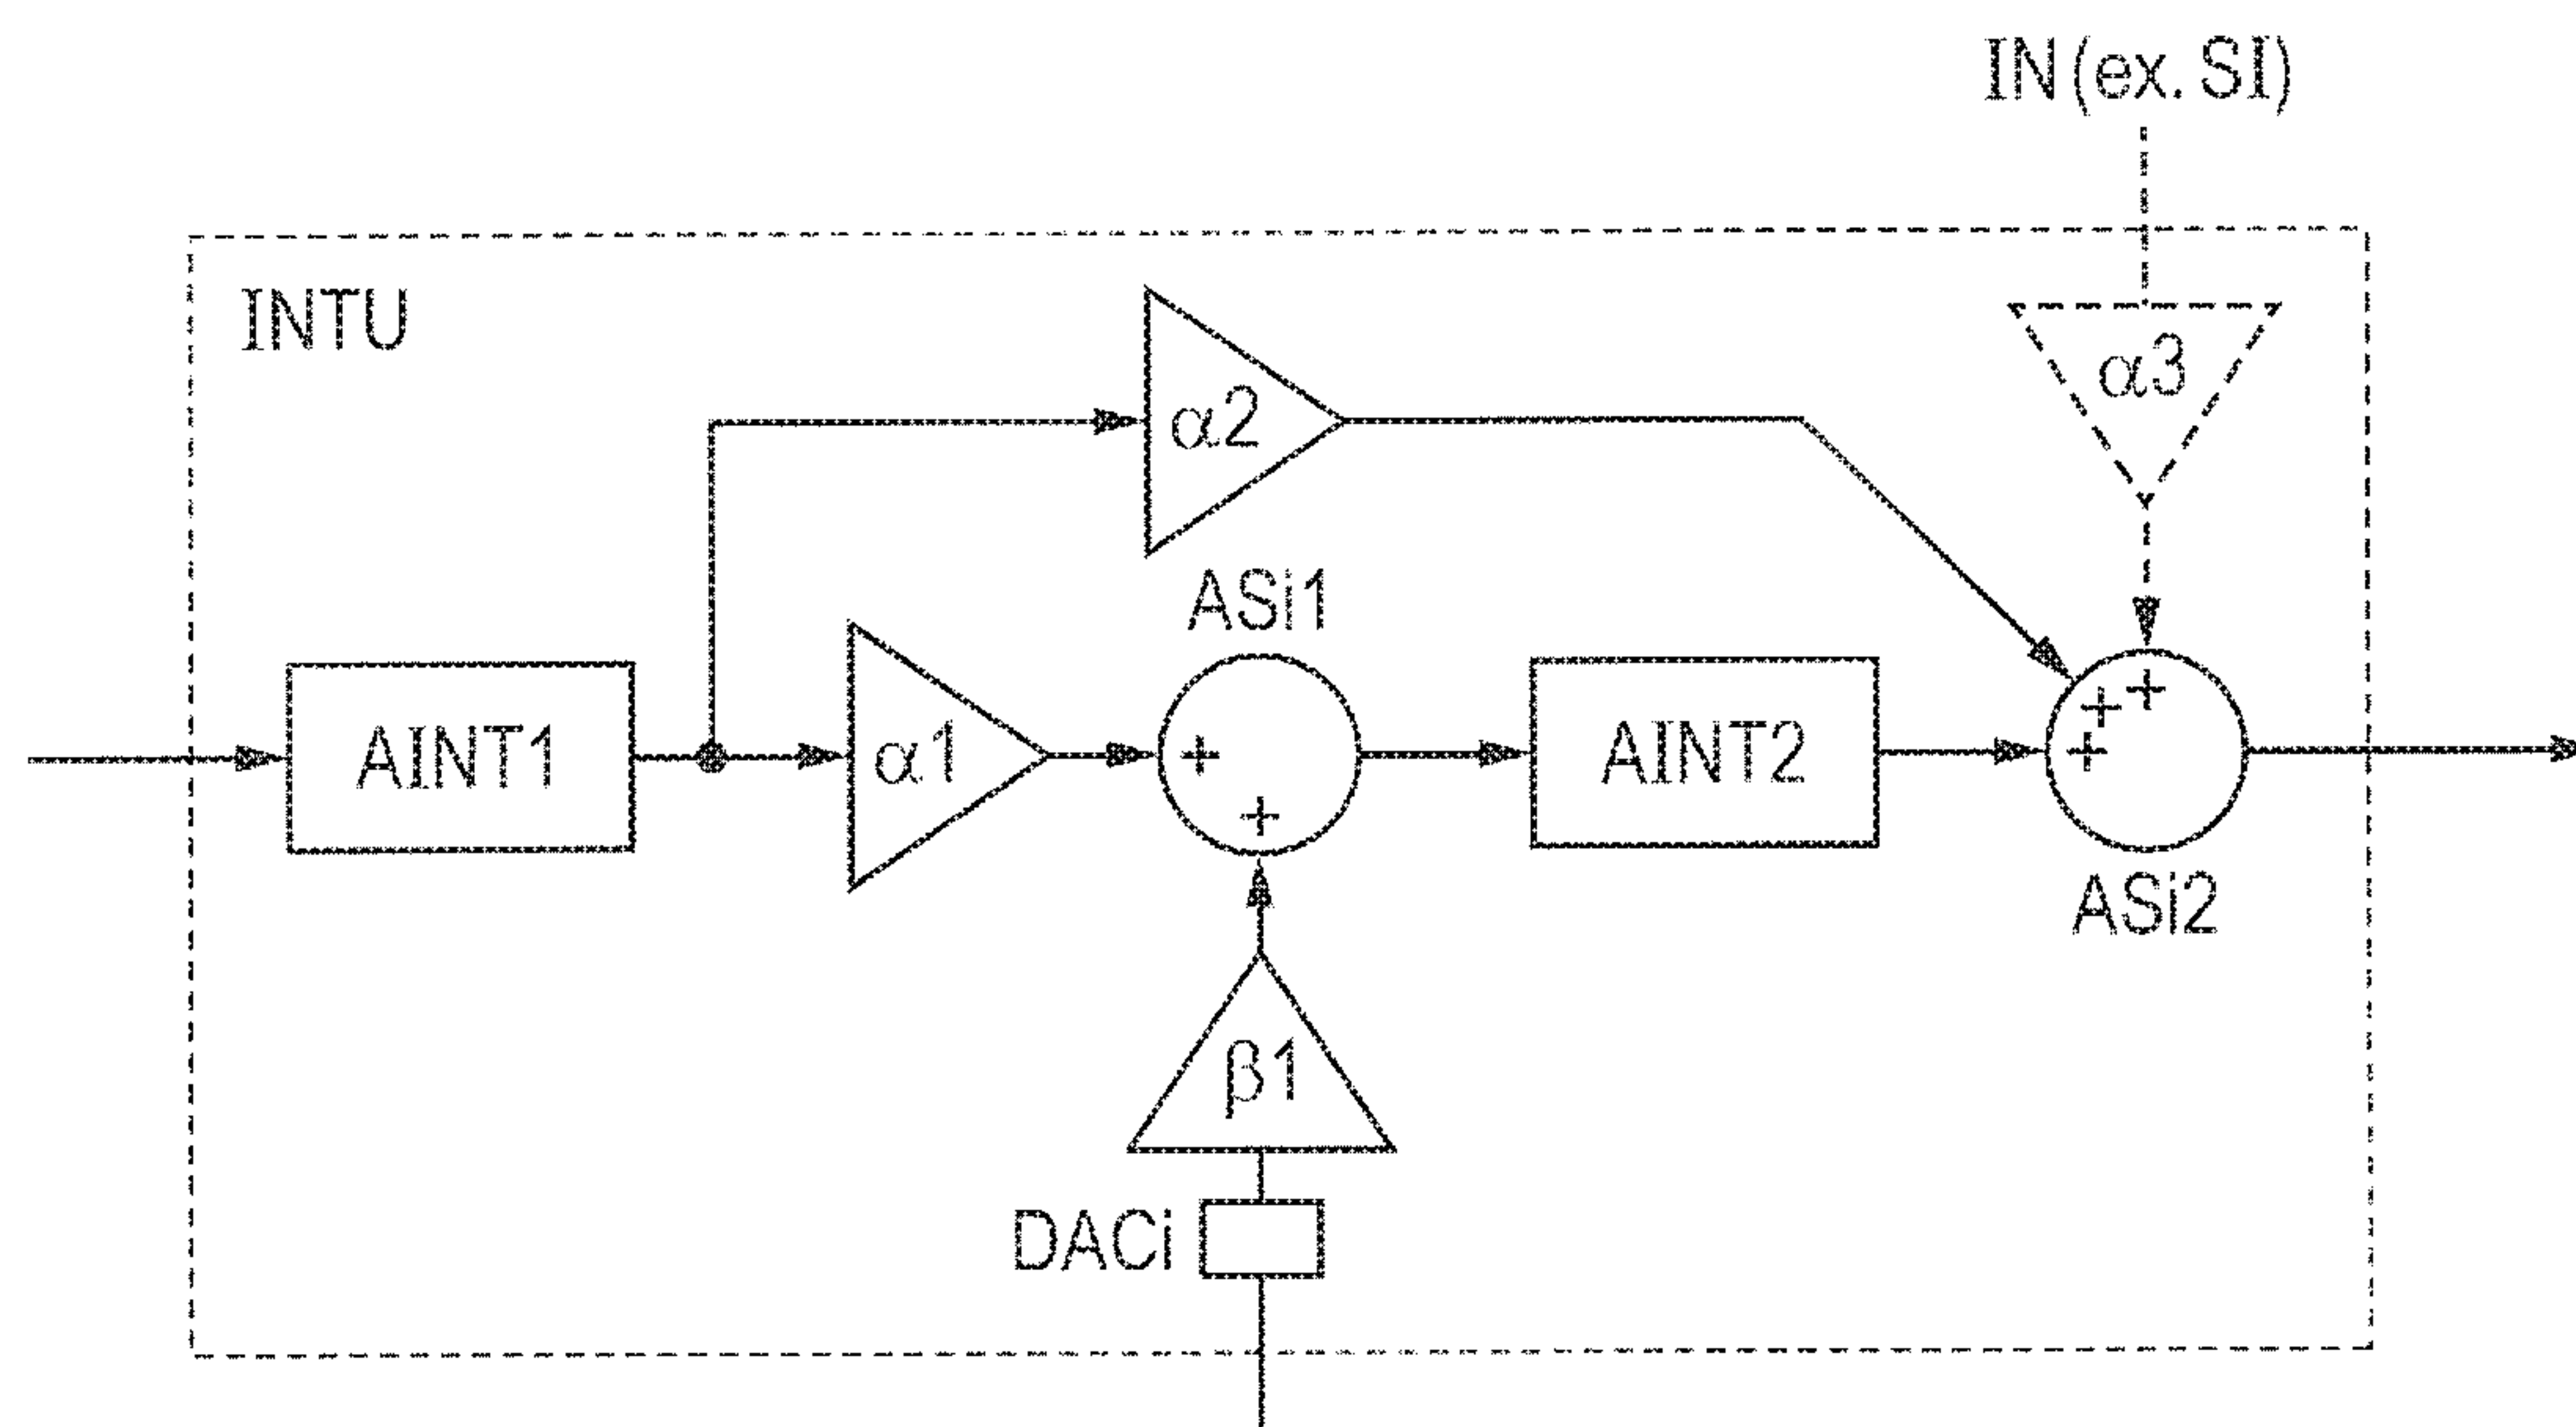 IN (ex. SI)
INTU
α3
α2
ASi1
AINT1
α1
+
+
AINT2
+
+
+
ASi2
β1
DACi